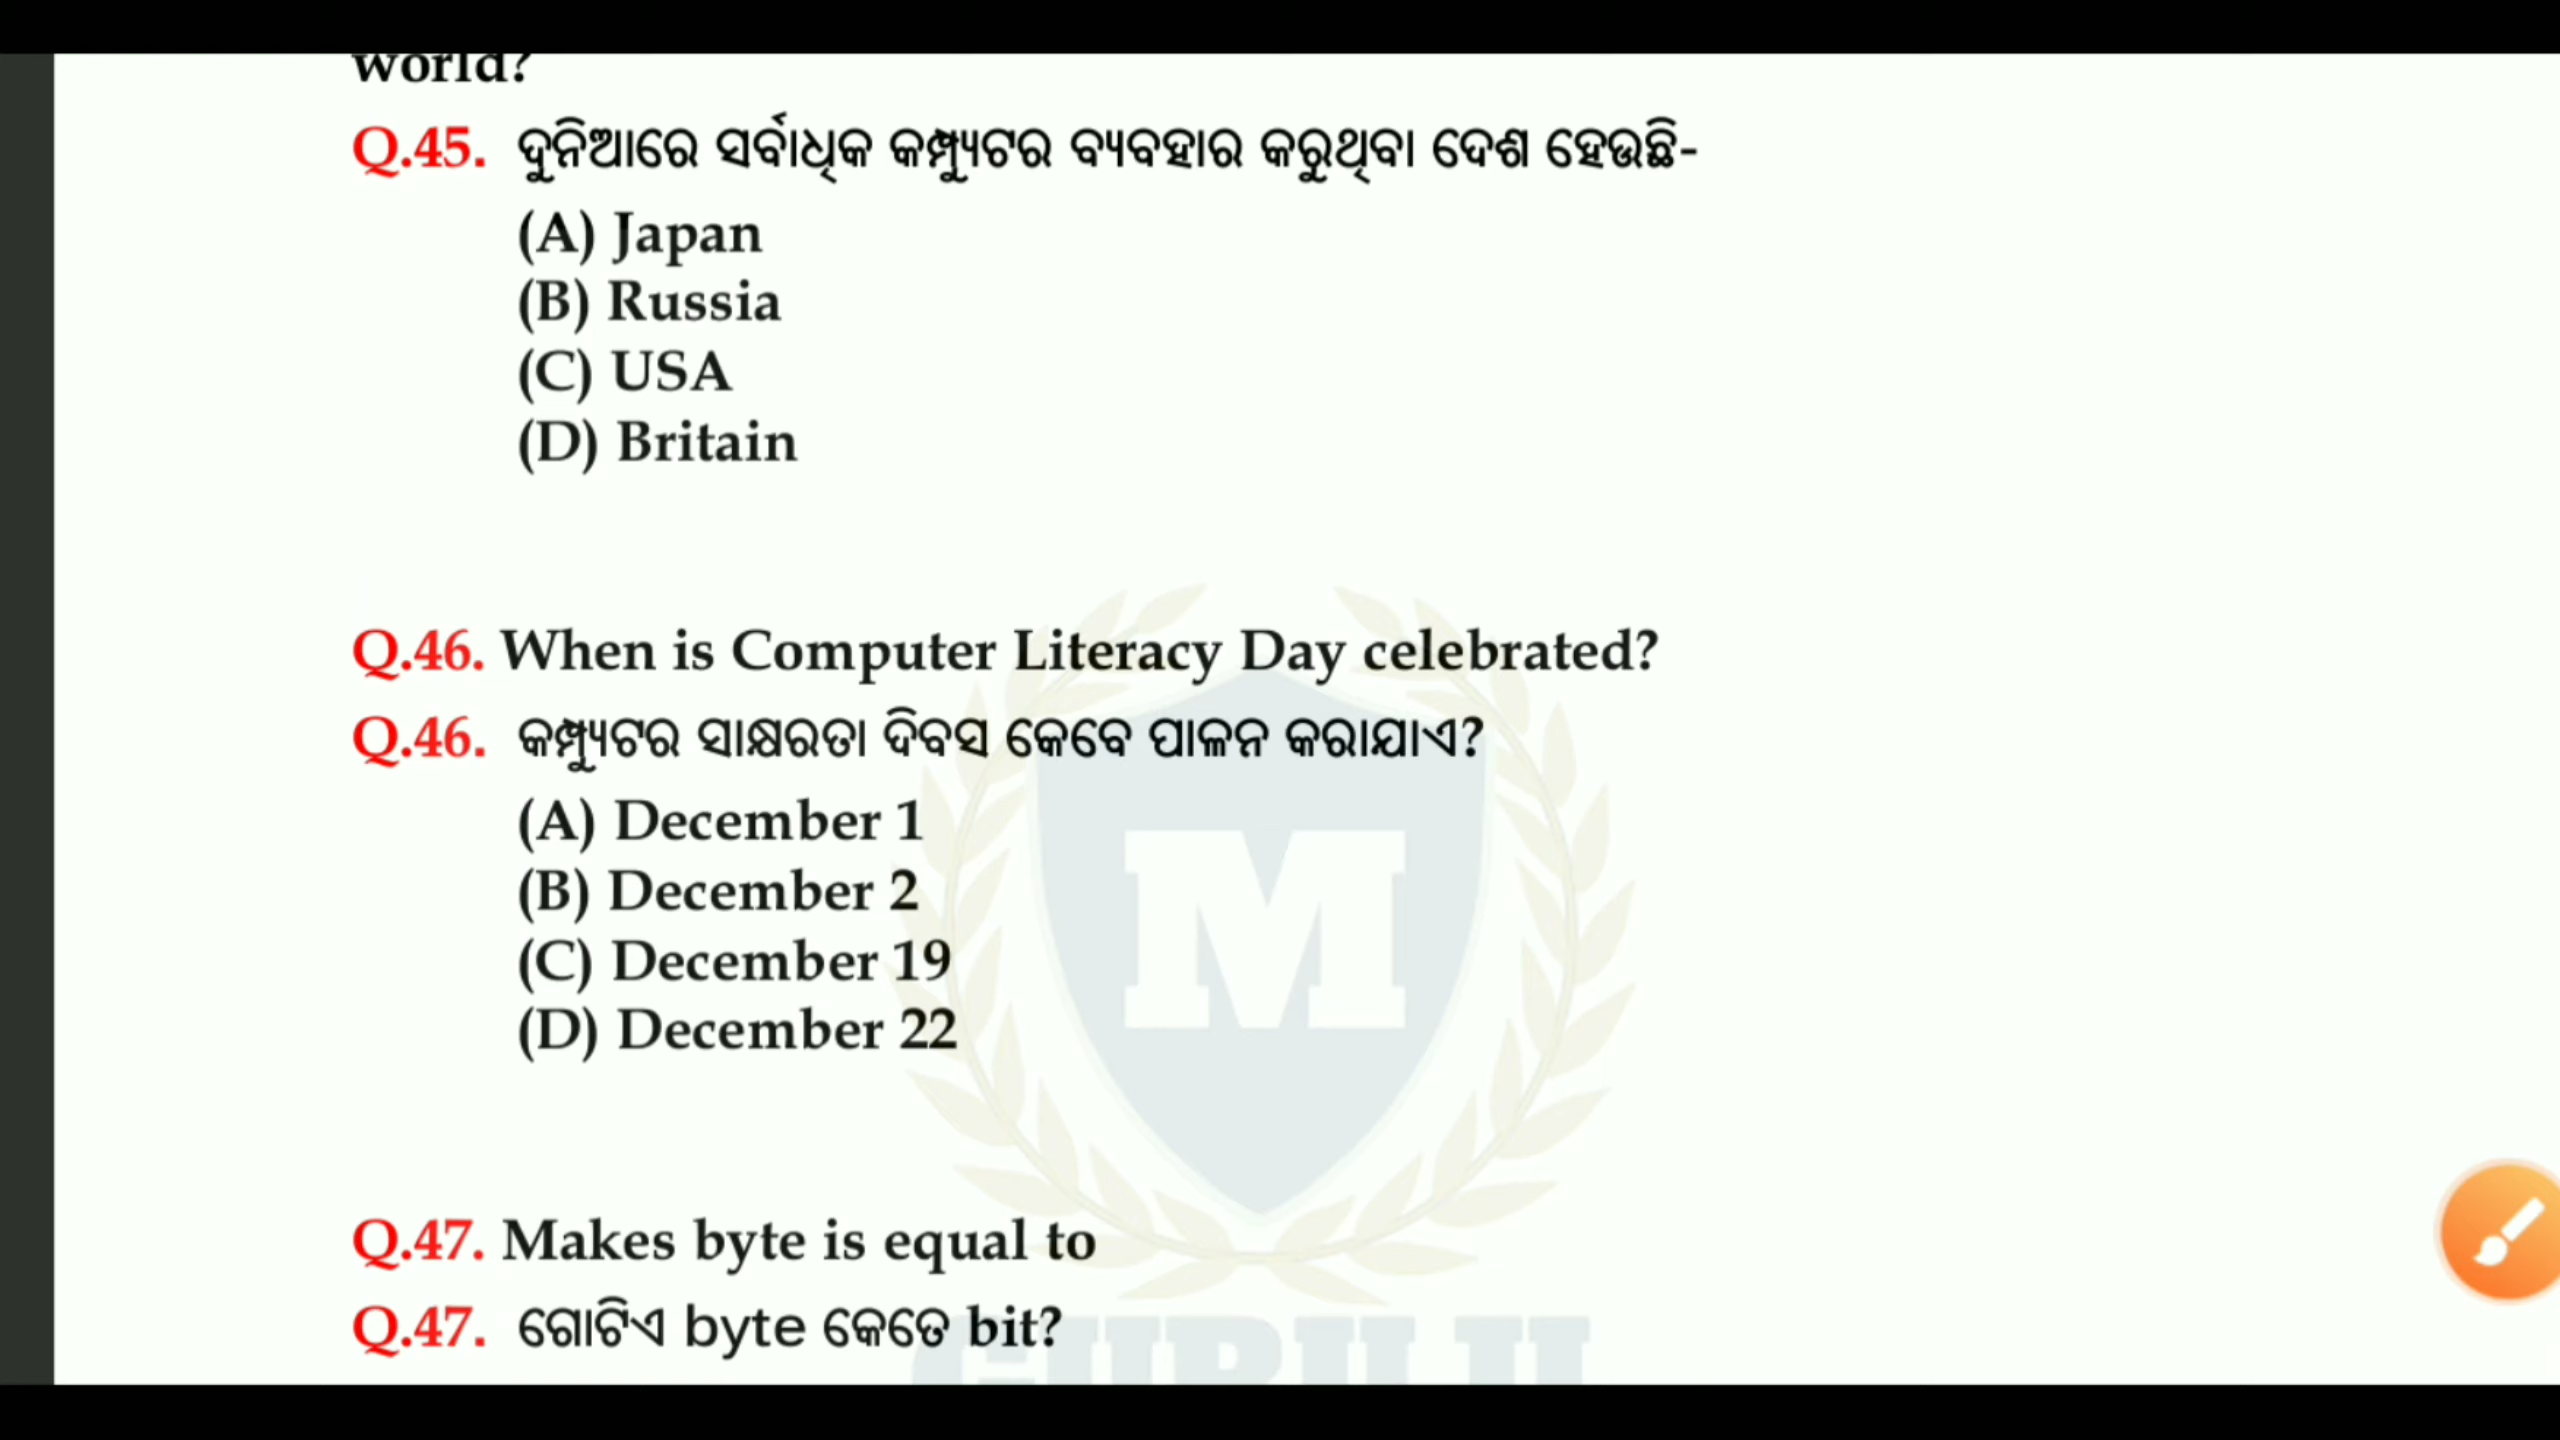 world?
Q.45. ଦୁନିଆରେ ସର୍ବାଧିକ କମ୍ପ୍ୟୁଟର ବ୍ୟବହାର କରୁଥିବା ଦେଶ ହେଉଛି-
(A) Japan
(B) Russia
(C) USA
(D) Britain
Q.46. When is Computer Literacy Day celebrated?
Q.46. କମ୍ପ୍ୟୁଟର ସାକ୍ଷରତା ଦିବସ କେବେ ପାଳନ କରାଯାଏ?
(A) December 1
(B) December 2
(C) December 19
(D) December 22
M
Q.47. Makes byte is equal to
Q.47. ଗୋଟିଏ byte କେତେ bit?
GURU JI